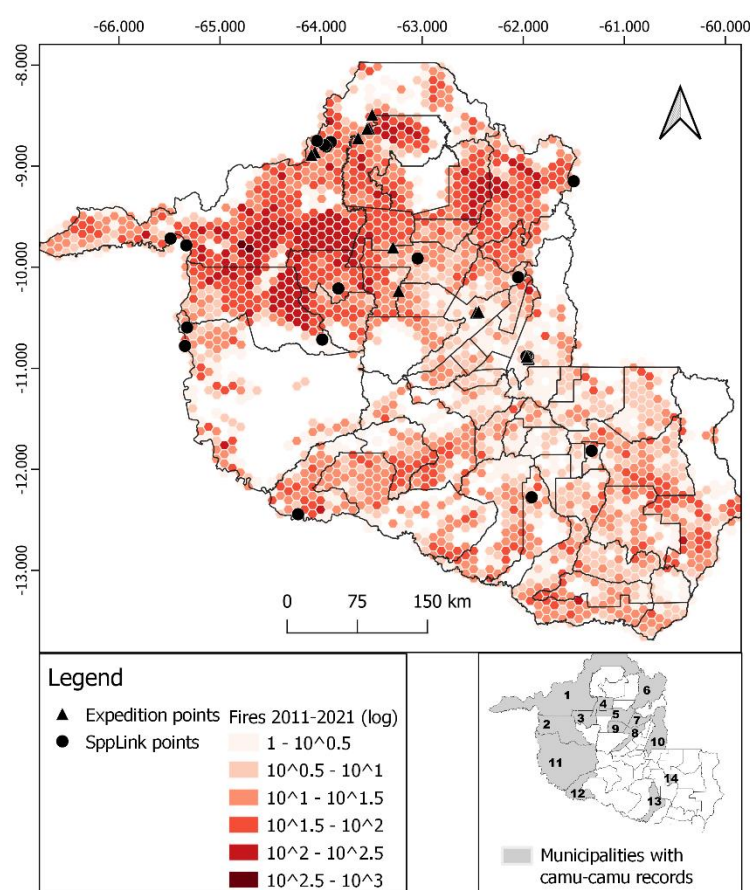 -66.000 -65.000 -64.000 -63.000 -62.000 -61.000 -60.000
-8.000
-9.000
-10.000
-11.000
-12.000
-13.000
0 75 150 km
Legend
Expedition points
SppLink points
Fires 2011-2021 (log)
1 - 10^0.5
10^0.5 - 10^1
10^1 - 10^1.5
10^1.5 - 10^2
10^2 - 10^2.5
10^2.5 - 10^3
1
6
4
2 3 5 7
9 8
10
11
14
12
13
Municipalities with
camu-camu records